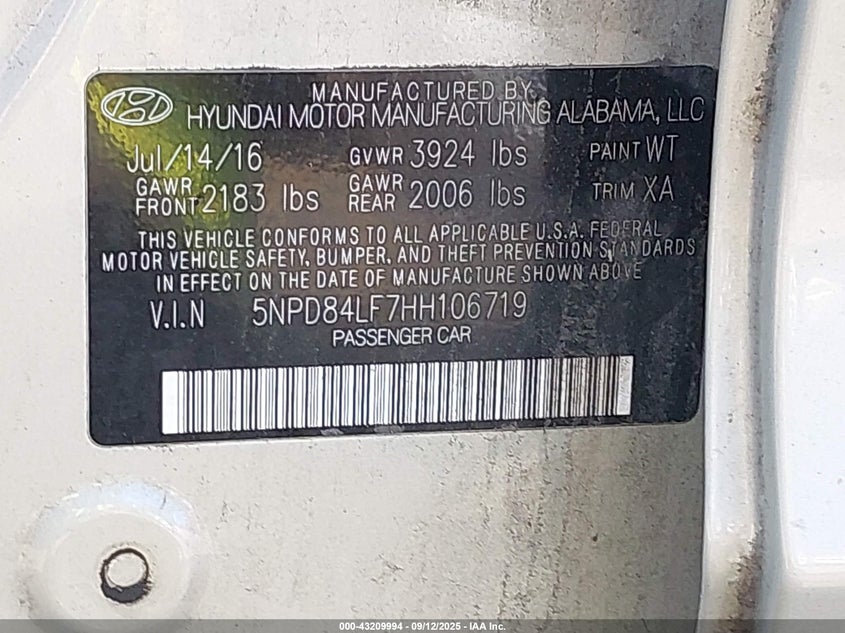 MANUFACTURED BY
HYUNDAI MOTOR MANUFACTURING ALABAMA, LLC
Jul/14/16 GVWR 3924 lbs PAINT WT
GAWR FRONT 2183 lbs GAWR REAR 2006 lbs TRIM XA
THIS VEHICLE CONFORMS TO ALL APPLICABLE U.S.A. FEDERAL
MOTOR VEHICLE SAFETY, BUMPER, AND THEFT PREVENTION STANDARDS
IN EFFECT ON THE DATE OF MANUFACTURE SHOWN ABOVE
V.I.N 5NPD84LF7HH106719
PASSENGER CAR
000-43209994 - 09/12/2025 - IAA Inc.